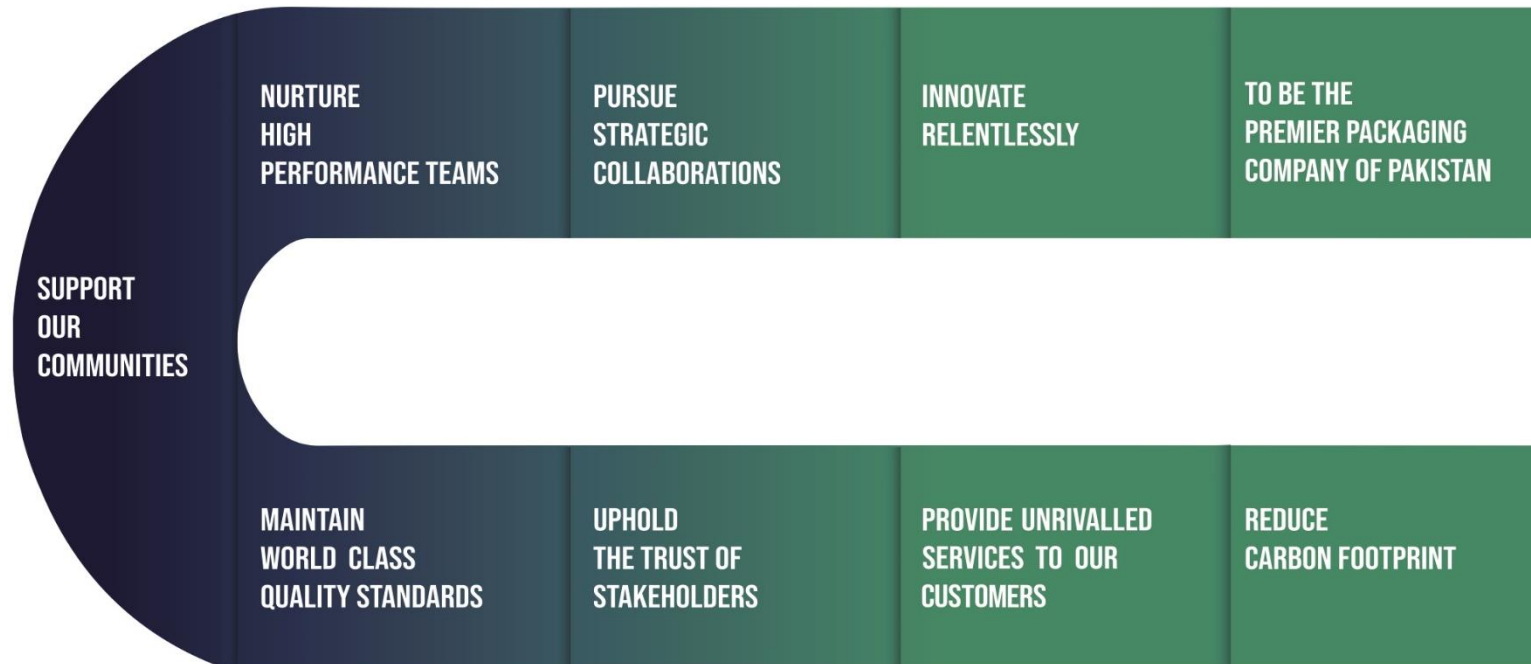 NURTURE
HIGH
PERFORMANCE TEAMS
PURSUE
STRATEGIC
COLLABORATIONS
INNOVATE
RELENTLESSLY
TO BE THE
PREMIER PACKAGING
COMPANY OF PAKISTAN
SUPPORT
OUR
COMMUNITIES
MAINTAIN
WORLD CLASS
QUALITY STANDARDS
UPHOLD
THE TRUST OF
STAKEHOLDERS
PROVIDE UNRIVALLED
SERVICES TO OUR
CUSTOMERS
REDUCE
CARBON FOOTPRINT